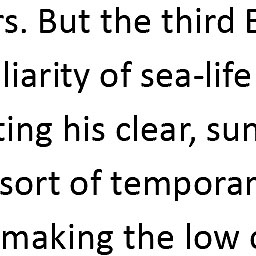 rs. But the third E
liarity of sea-life
ting his clear, sun
sort of temporar
making the low